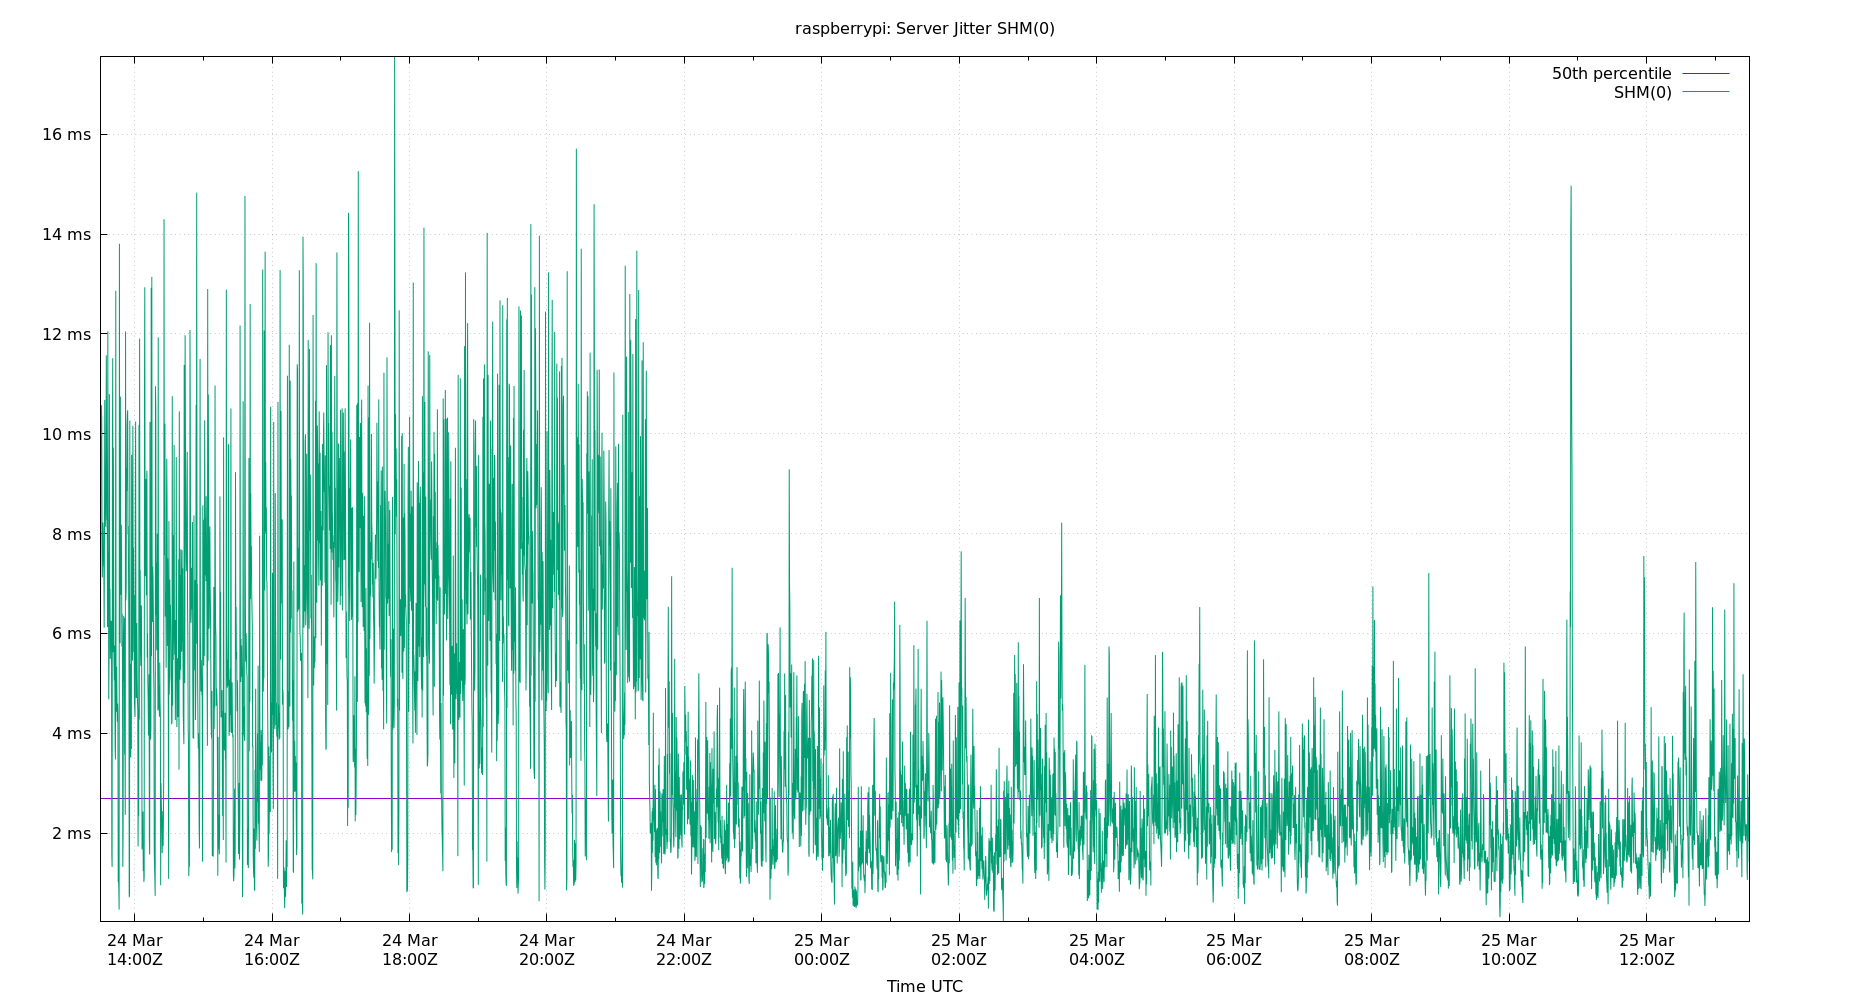 raspberrypi: Server Jitter SHM(0)
50th percentile
SHM(0)
16 ms
14 ms
12 ms
10 ms
8 ms
6 ms
4 ms
2 ms
24 Mar 24 Mar 24 Mar 24 Mar 24 Mar 25 Mar 25 Mar 25 Mar 25 Mar 25 Mar 25 Mar 25 Mar
14:00Z 16:00Z 18:00Z 20:00Z 22:00Z 00:00Z 02:00Z 04:00Z 06:00Z 08:00Z 10:00Z 12:00Z
Time UTC